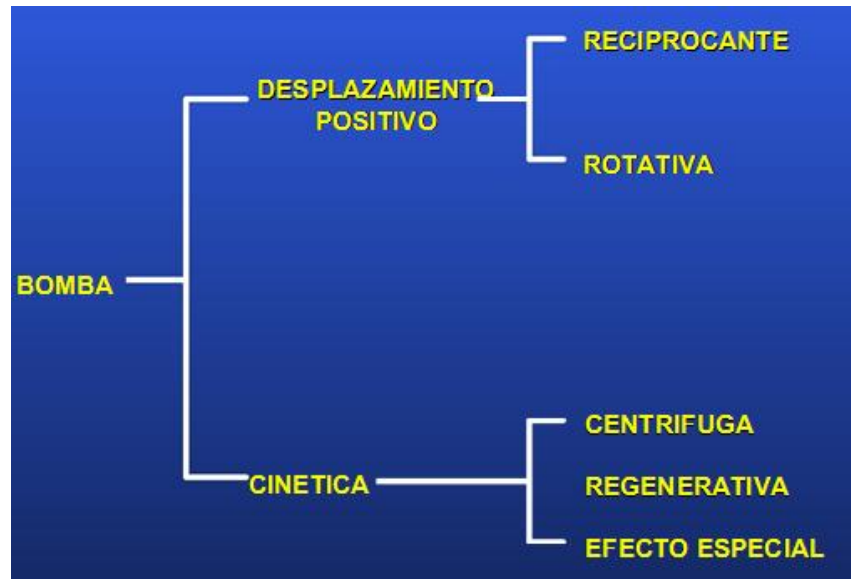 BOMBA
DESPLAZAMIENTO
POSITIVO
RECIPROCANTE
ROTATIVA
CINETICA
CENTRIFUGA
REGENERATIVA
EFECTO ESPECIAL